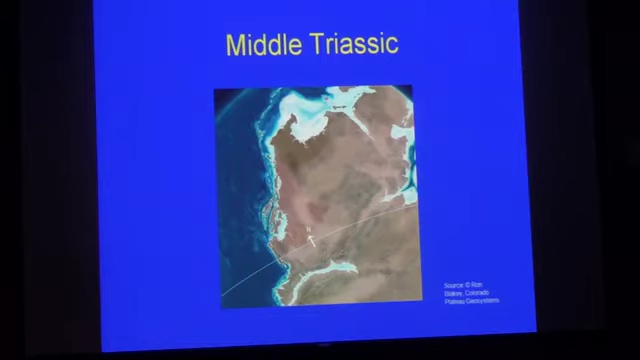 Middle Triassic
N
Source: © Ron
Blakey, Colorado
Plateau Geosystems